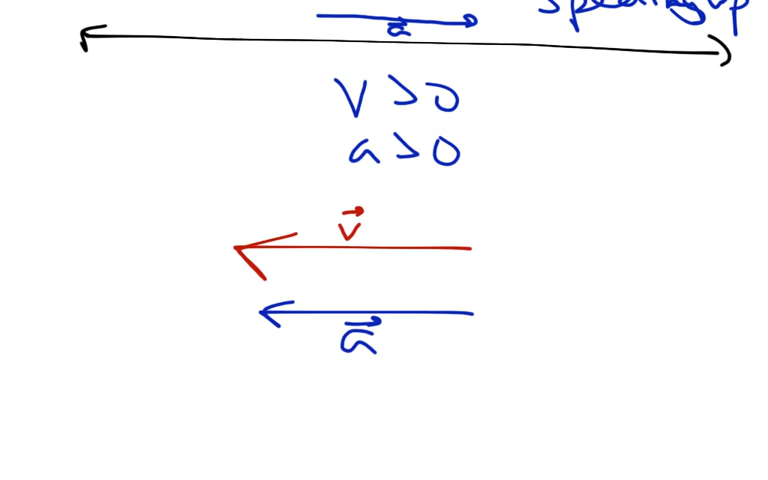 speeding up
a⃗
v > 0
a > 0
v⃗
a⃗